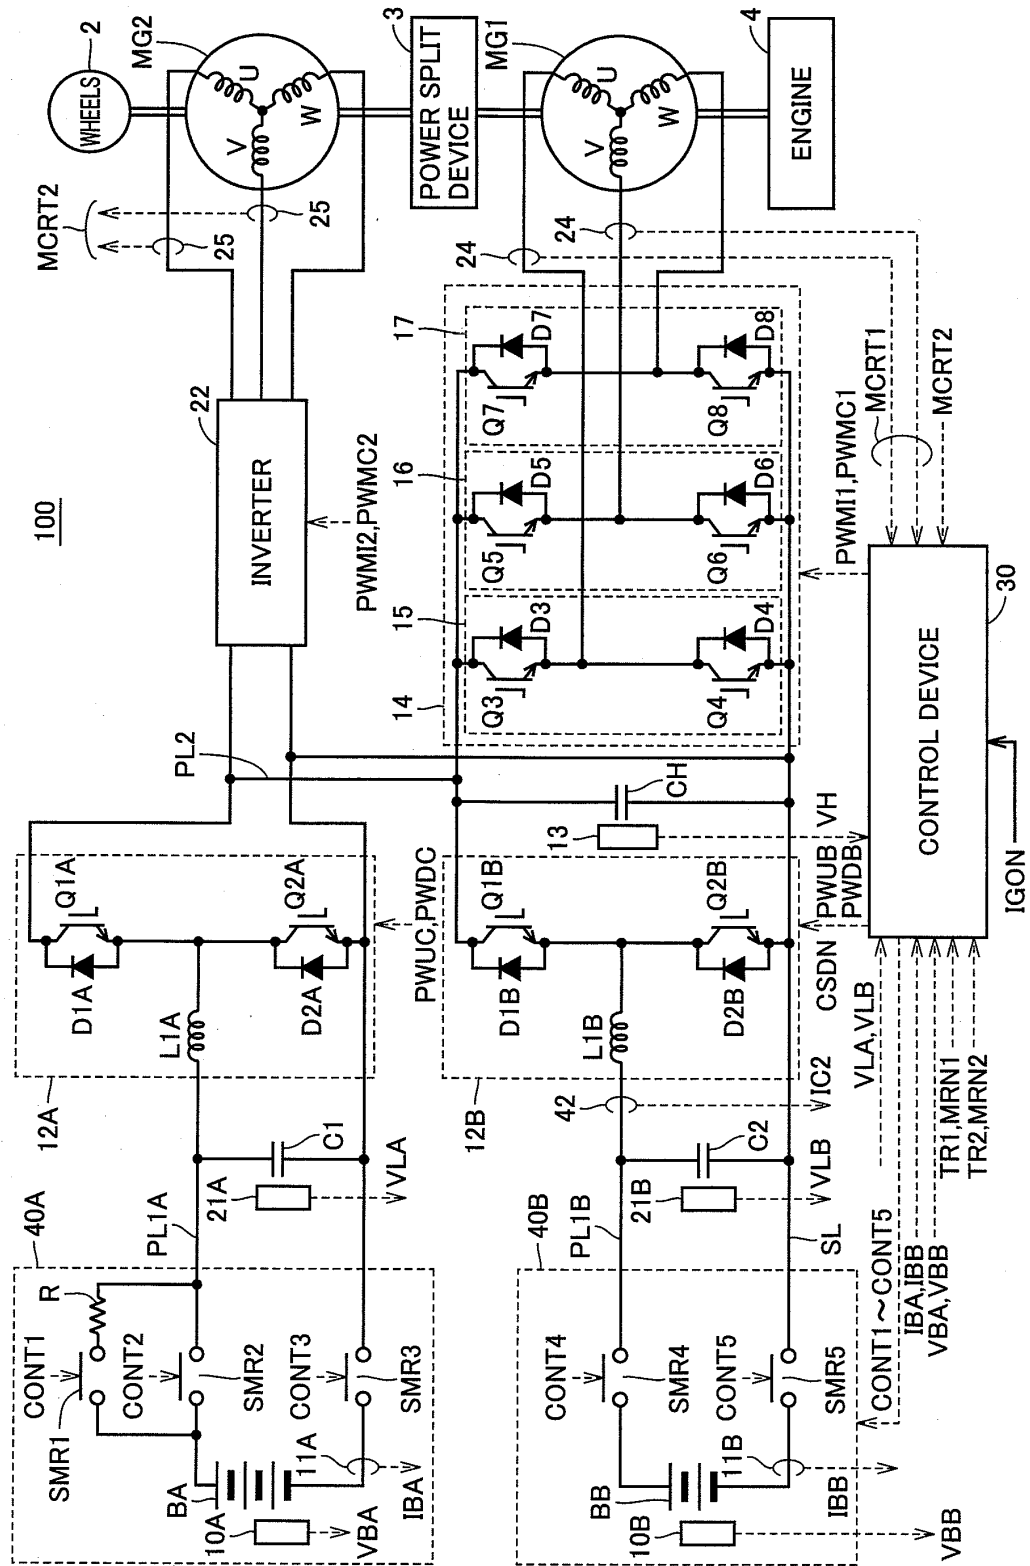 100
WHEELS
2
MG2
U
V
W
MCRT2
25
25
3
POWER SPLIT
DEVICE
MG1
U
V
W
4
ENGINE
24
24
22
INVERTER
PWMI2,PWMC2
PL2
14
15
16
17
Q3
D3
Q4
D4
Q5
D5
Q6
D6
Q7
D7
Q8
D8
PWMI1,PWMC1
MCRT1
MCRT2
CH
13
VH
12A
Q1A
D1A
Q2A
D2A
L1A
PWUC,PWDC
12B
Q1B
D1B
Q2B
D2B
L1B
PWUB
PWDB
CSDN
42
IC2
CONTROL DEVICE
30
IGON
VLA,VLB
CONT1~CONT5
IBA,IBB
VBA,VBB
TR1,MRN1
TR2,MRN2
C1
21A
VLA
PL1A
C2
21B
VLB
PL1B
SL
40A
CONT1
R
SMR1
CONT2
SMR2
CONT3
SMR3
BA
10A
11A
VBA
IBA
40B
CONT4
SMR4
CONT5
SMR5
BB
10B
11B
IBB
VBB